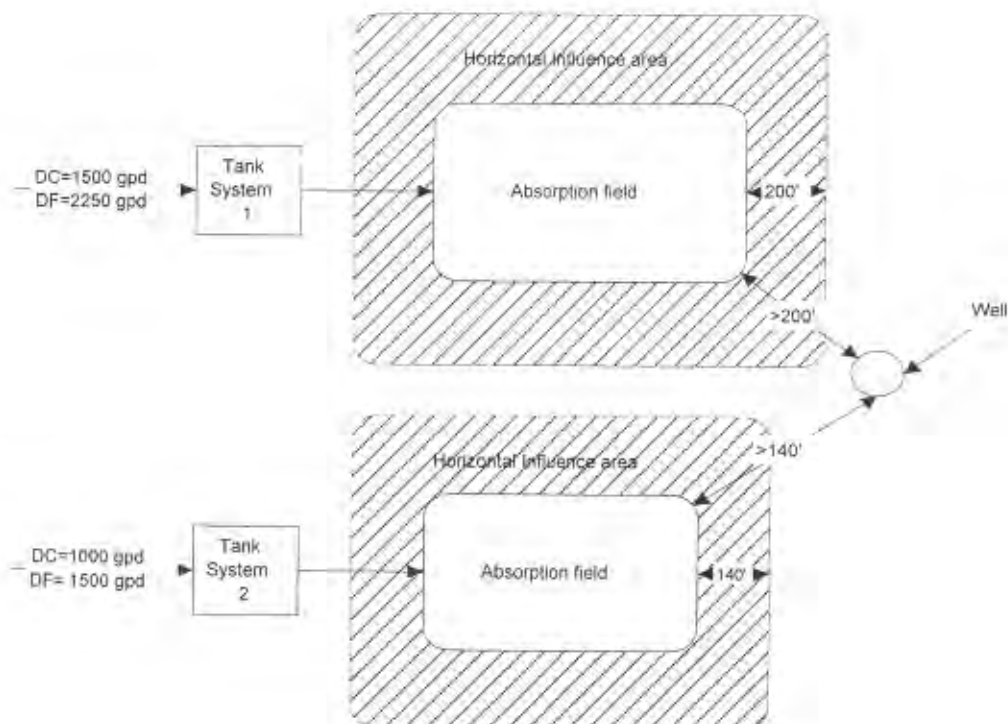 Horizontal Influence area
DC=1500 gpd
DF=2250 gpd
Tank
System
1
Absorption field
200'
>200'
Well
>140'
Horizontal Influence area
DC=1000 gpd
DF= 1500 gpd
Tank
System
2
Absorption field
140'